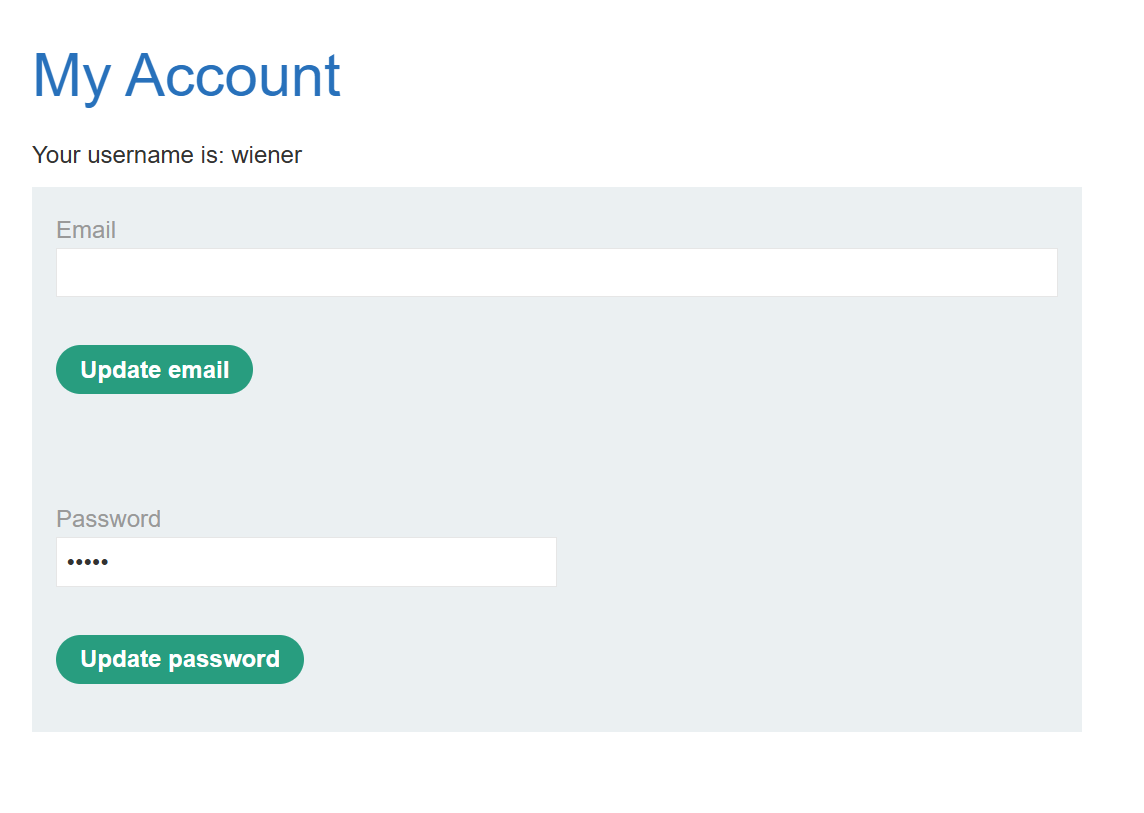 My Account
Your username is: wiener
Email
Update email
Password
•••••
Update password